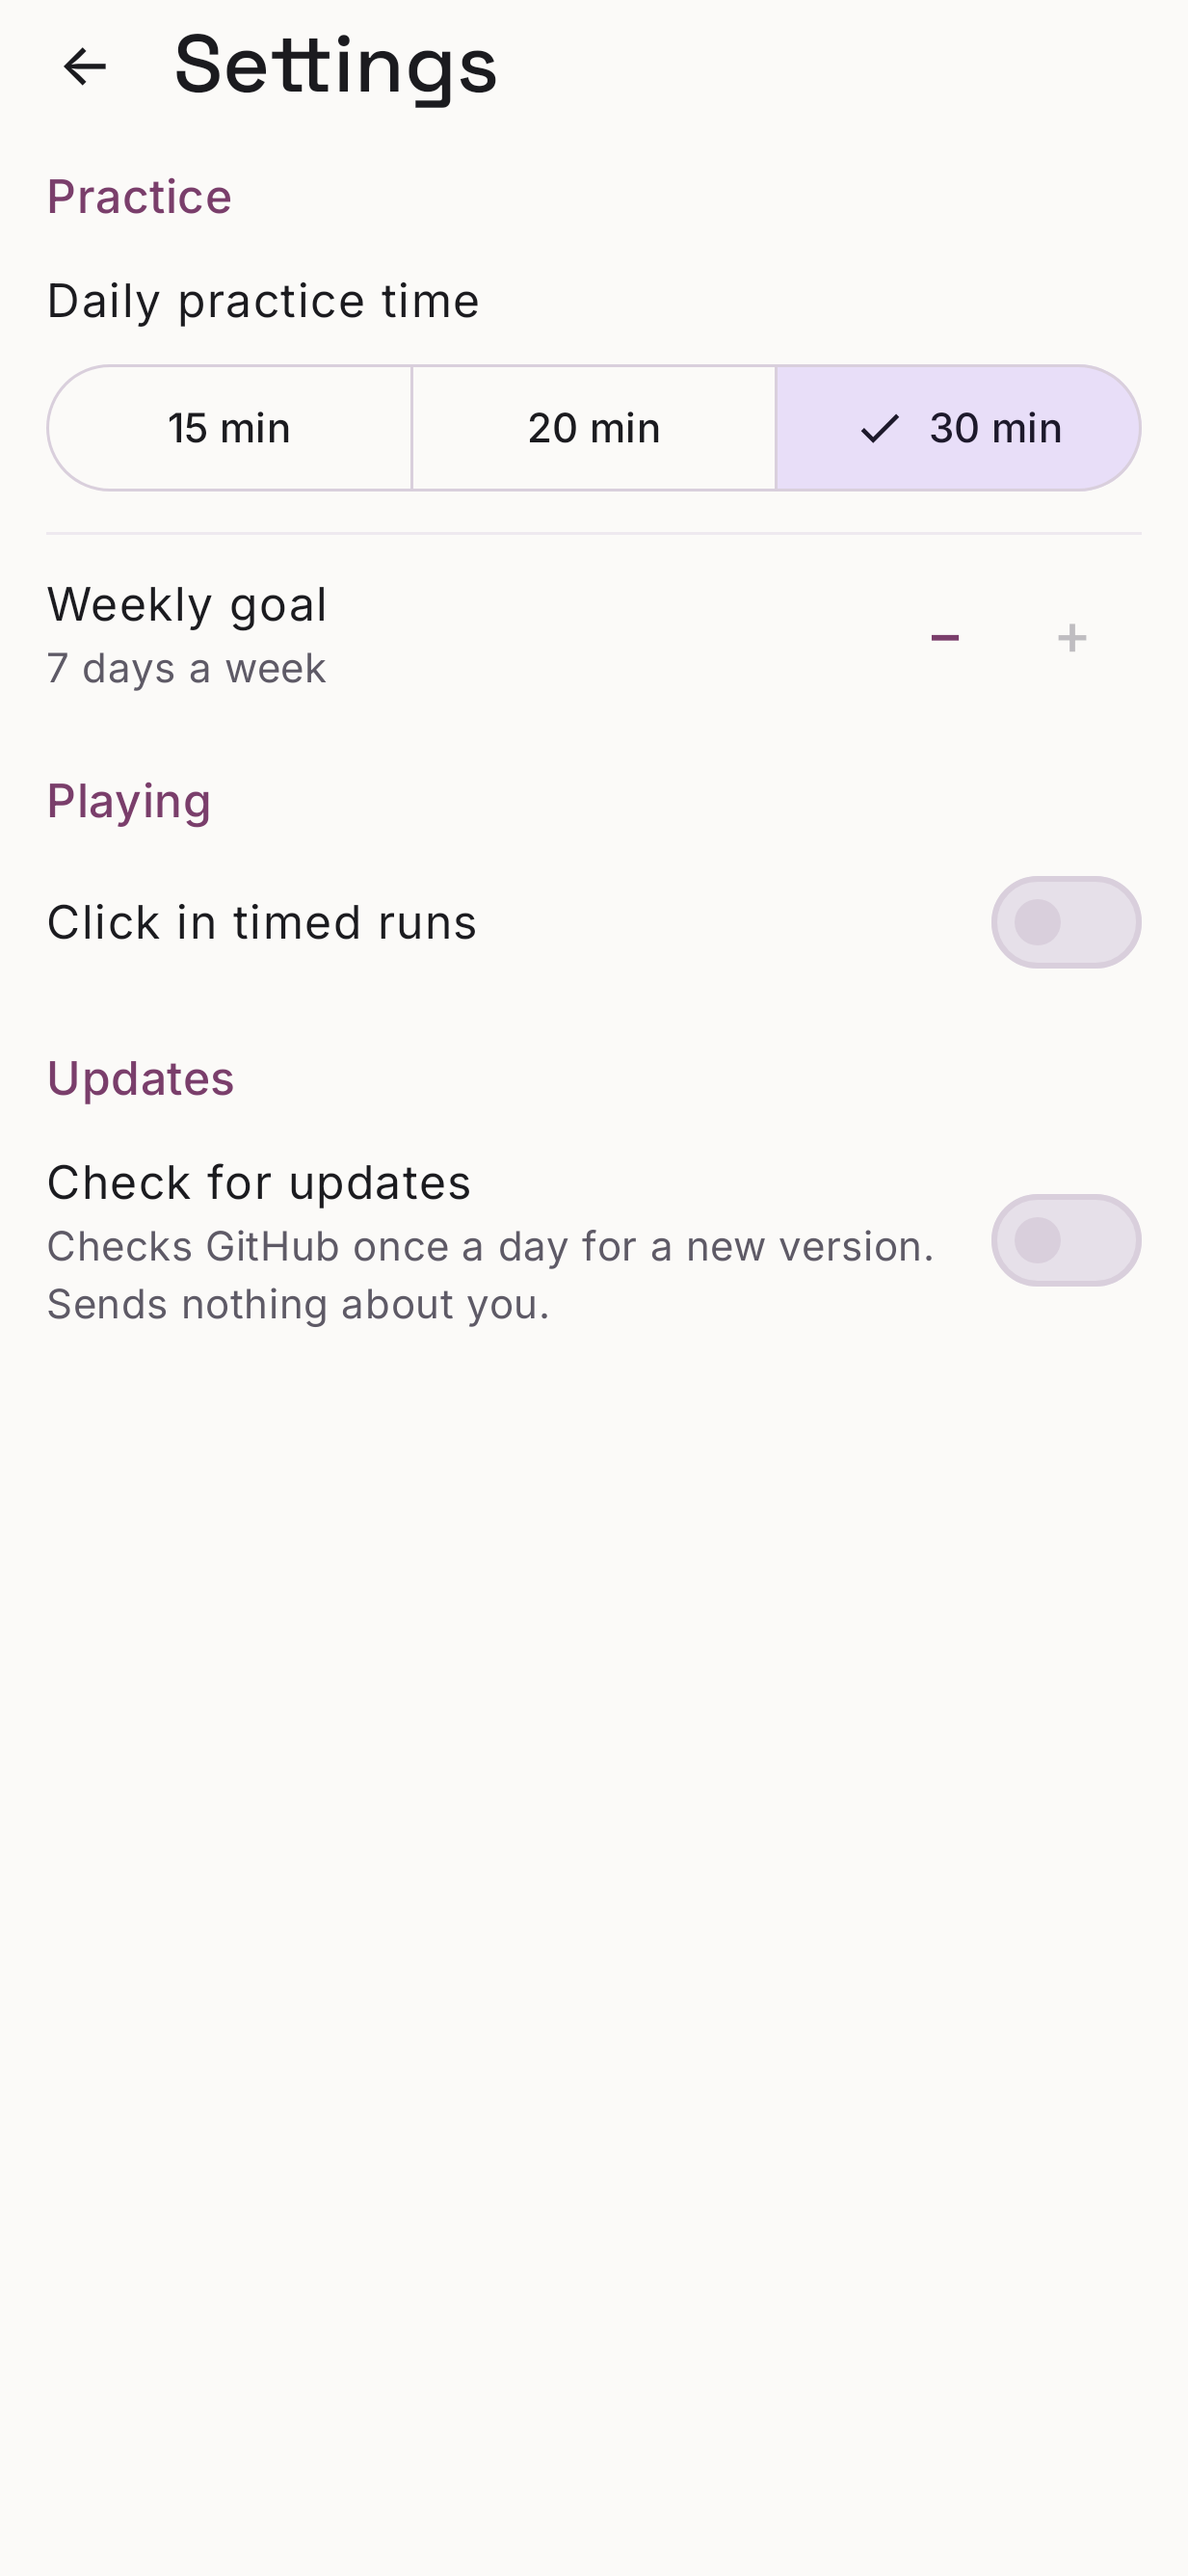 Settings
Practice
Daily practice time
15 min
20 min
30 min
Weekly goal
7 days a week
Playing
Click in timed runs
Updates
Check for updates
Checks GitHub once a day for a new version.
Sends nothing about you.